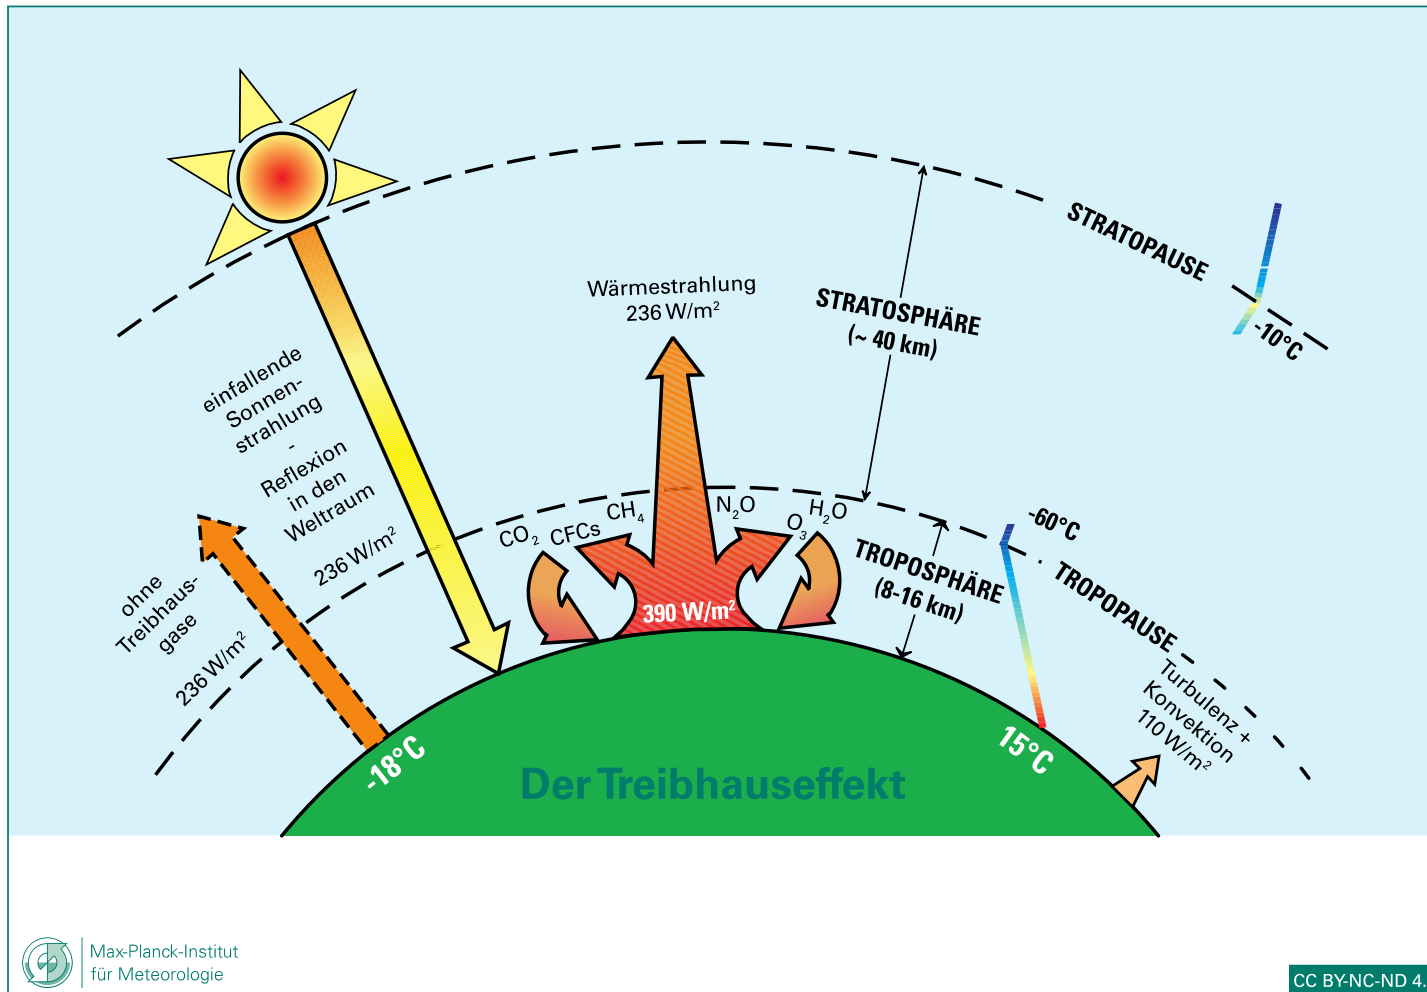 STRATOPAUSE
-10°C
Wärmestrahlung
236 W/m²
STRATOSPHÄRE
(~ 40 km)
einfallende
Sonnen-
strahlung
-
Reflexion
in den
Weltraum
236 W/m²
ohne
Treibhaus-
gase
236 W/m²
CO₂
CFCs
CH₄
N₂O
O₃
H₂O
390 W/m²
TROPOSPHÄRE
(8-16 km)
-60°C
TROPOPAUSE
Turbulenz +
Konvektion
110 W/m²
-18°C
15°C
Der Treibhauseffekt
Max-Planck-Institut
für Meteorologie
CC BY-NC-ND 4.